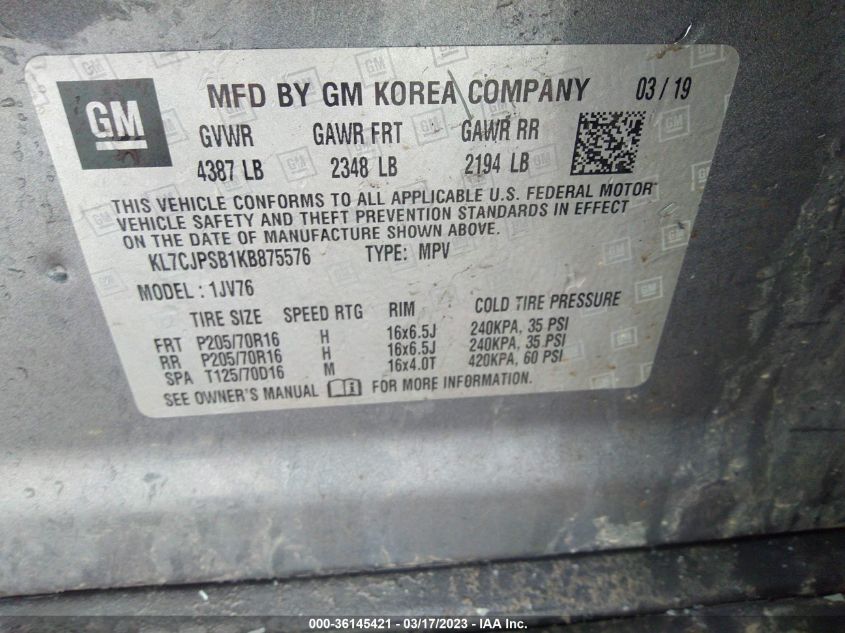 GM
MFD BY GM KOREA COMPANY 03 / 19
GVWR GAWR FRT GAWR RR
4387 LB 2348 LB 2194 LB
THIS VEHICLE CONFORMS TO ALL APPLICABLE U.S. FEDERAL MOTOR
VEHICLE SAFETY AND THEFT PREVENTION STANDARDS IN EFFECT
ON THE DATE OF MANUFACTURE SHOWN ABOVE.
KL7CJPSB1KB875576 TYPE: MPV
MODEL : 1JV76
TIRE SIZE SPEED RTG RIM COLD TIRE PRESSURE
FRT P205/70R16 H 16x6.5J 240KPA, 35 PSI
RR P205/70R16 H 16x6.5J 240KPA, 35 PSI
SPA T125/70D16 M 16x4.0T 420KPA, 60 PSI
SEE OWNER'S MANUAL FOR MORE INFORMATION.
000-36145421 - 03/17/2023 - IAA Inc.